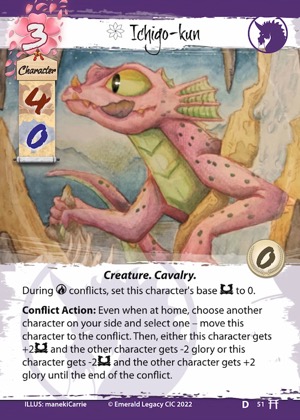 3
Ichigo-kun
Character
4
0
0
Creature. Cavalry.
During conflicts, set this character's base to 0.
Conflict Action: Even when at home, choose another
character on your side and select one – move this
character to the conflict. Then, either this character gets
+2 and the other character gets -2 glory or this
character gets -2 and the other character gets +2
glory until the end of the conflict.
ILLUS: manekiCarrie © Emerald Legacy CIC 2022 D 51